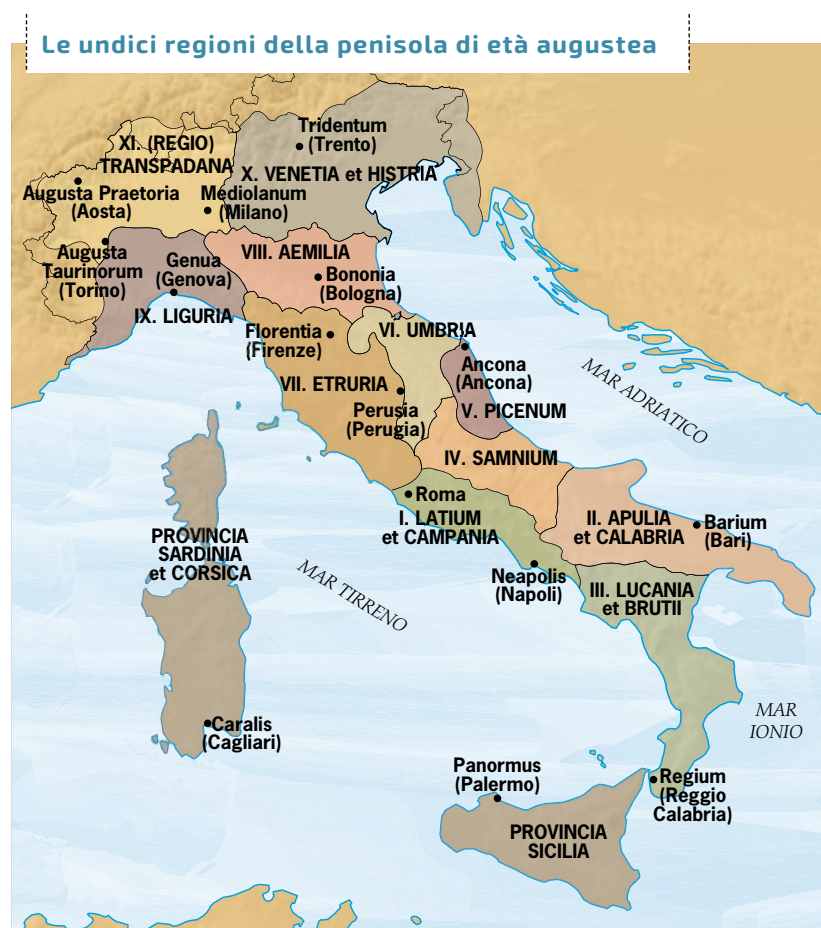 Le undici regioni della penisola di età augustea
Tridentum
(Trento)
XI. (REGIO)
TRANSPADANA
X. VENETIA et HISTRIA
Augusta Praetoria
(Aosta)
Mediolanum
(Milano)
Augusta
Taurinorum
(Torino)
Genua
(Genova)
VIII. AEMILIA
Bononia
(Bologna)
IX. LIGURIA
Florentia
(Firenze)
VI. UMBRIA
Ancona
(Ancona)
MAR ADRIATICO
VII. ETRURIA
Perusia
(Perugia)
V. PICENUM
IV. SAMNIUM
Roma
I. LATIUM
et CAMPANIA
II. APULIA
et CALABRIA
Barium
(Bari)
PROVINCIA
SARDINIA
et CORSICA
MAR TIRRENO
Neapolis
(Napoli)
III. LUCANIA
et BRUTII
Caralis
(Cagliari)
MAR
IONIO
Panormus
(Palermo)
Regium
(Reggio
Calabria)
PROVINCIA
SICILIA